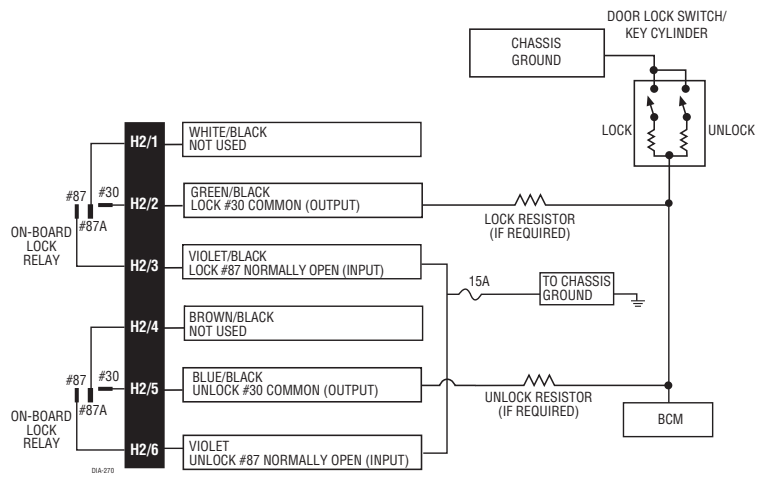 DOOR LOCK SWITCH/
KEY CYLINDER
CHASSIS
GROUND
LOCK
UNLOCK
H2/1
WHITE/BLACK
NOT USED
#87
#30
#87A
H2/2
GREEN/BLACK
LOCK #30 COMMON (OUTPUT)
LOCK RESISTOR
(IF REQUIRED)
ON-BOARD
LOCK
RELAY
H2/3
VIOLET/BLACK
LOCK #87 NORMALLY OPEN (INPUT)
15A
TO CHASSIS
GROUND
H2/4
BROWN/BLACK
NOT USED
#87
#30
#87A
H2/5
BLUE/BLACK
UNLOCK #30 COMMON (OUTPUT)
UNLOCK RESISTOR
(IF REQUIRED)
BCM
ON-BOARD
LOCK
RELAY
H2/6
VIOLET
UNLOCK #87 NORMALLY OPEN (INPUT)
DIA-270